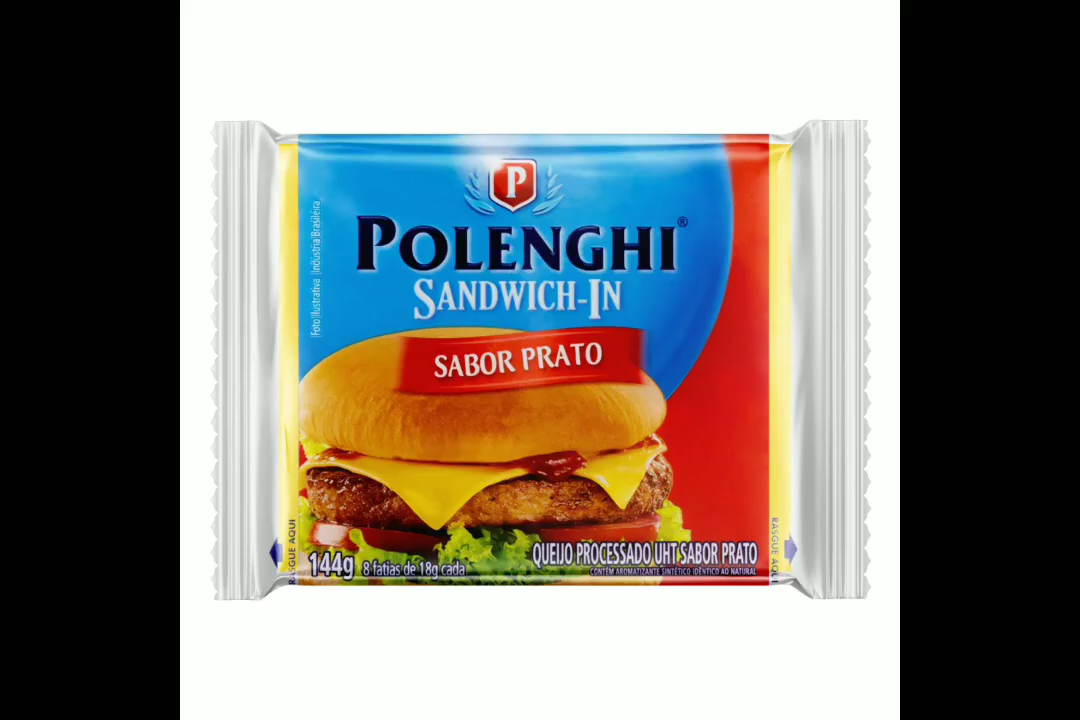 P
POLENGHI®
SANDWICH-IN
SABOR PRATO
Foto Ilustrativa |Indústria Brasileira
RASGUE AQUI
RASGUE AQUI
144g 8 fatias de 18g cada
QUEIJO PROCESSADO UHT SABOR PRATO
CONTÉM AROMATIZANTE SINTÉTICO IDÊNTICO AO NATURAL